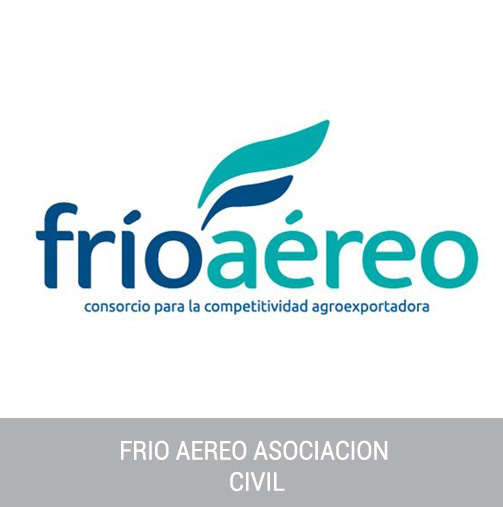 fríoaéreo
consorcio para la competitividad agroexportadora
FRIO AEREO ASOCIACION
CIVIL